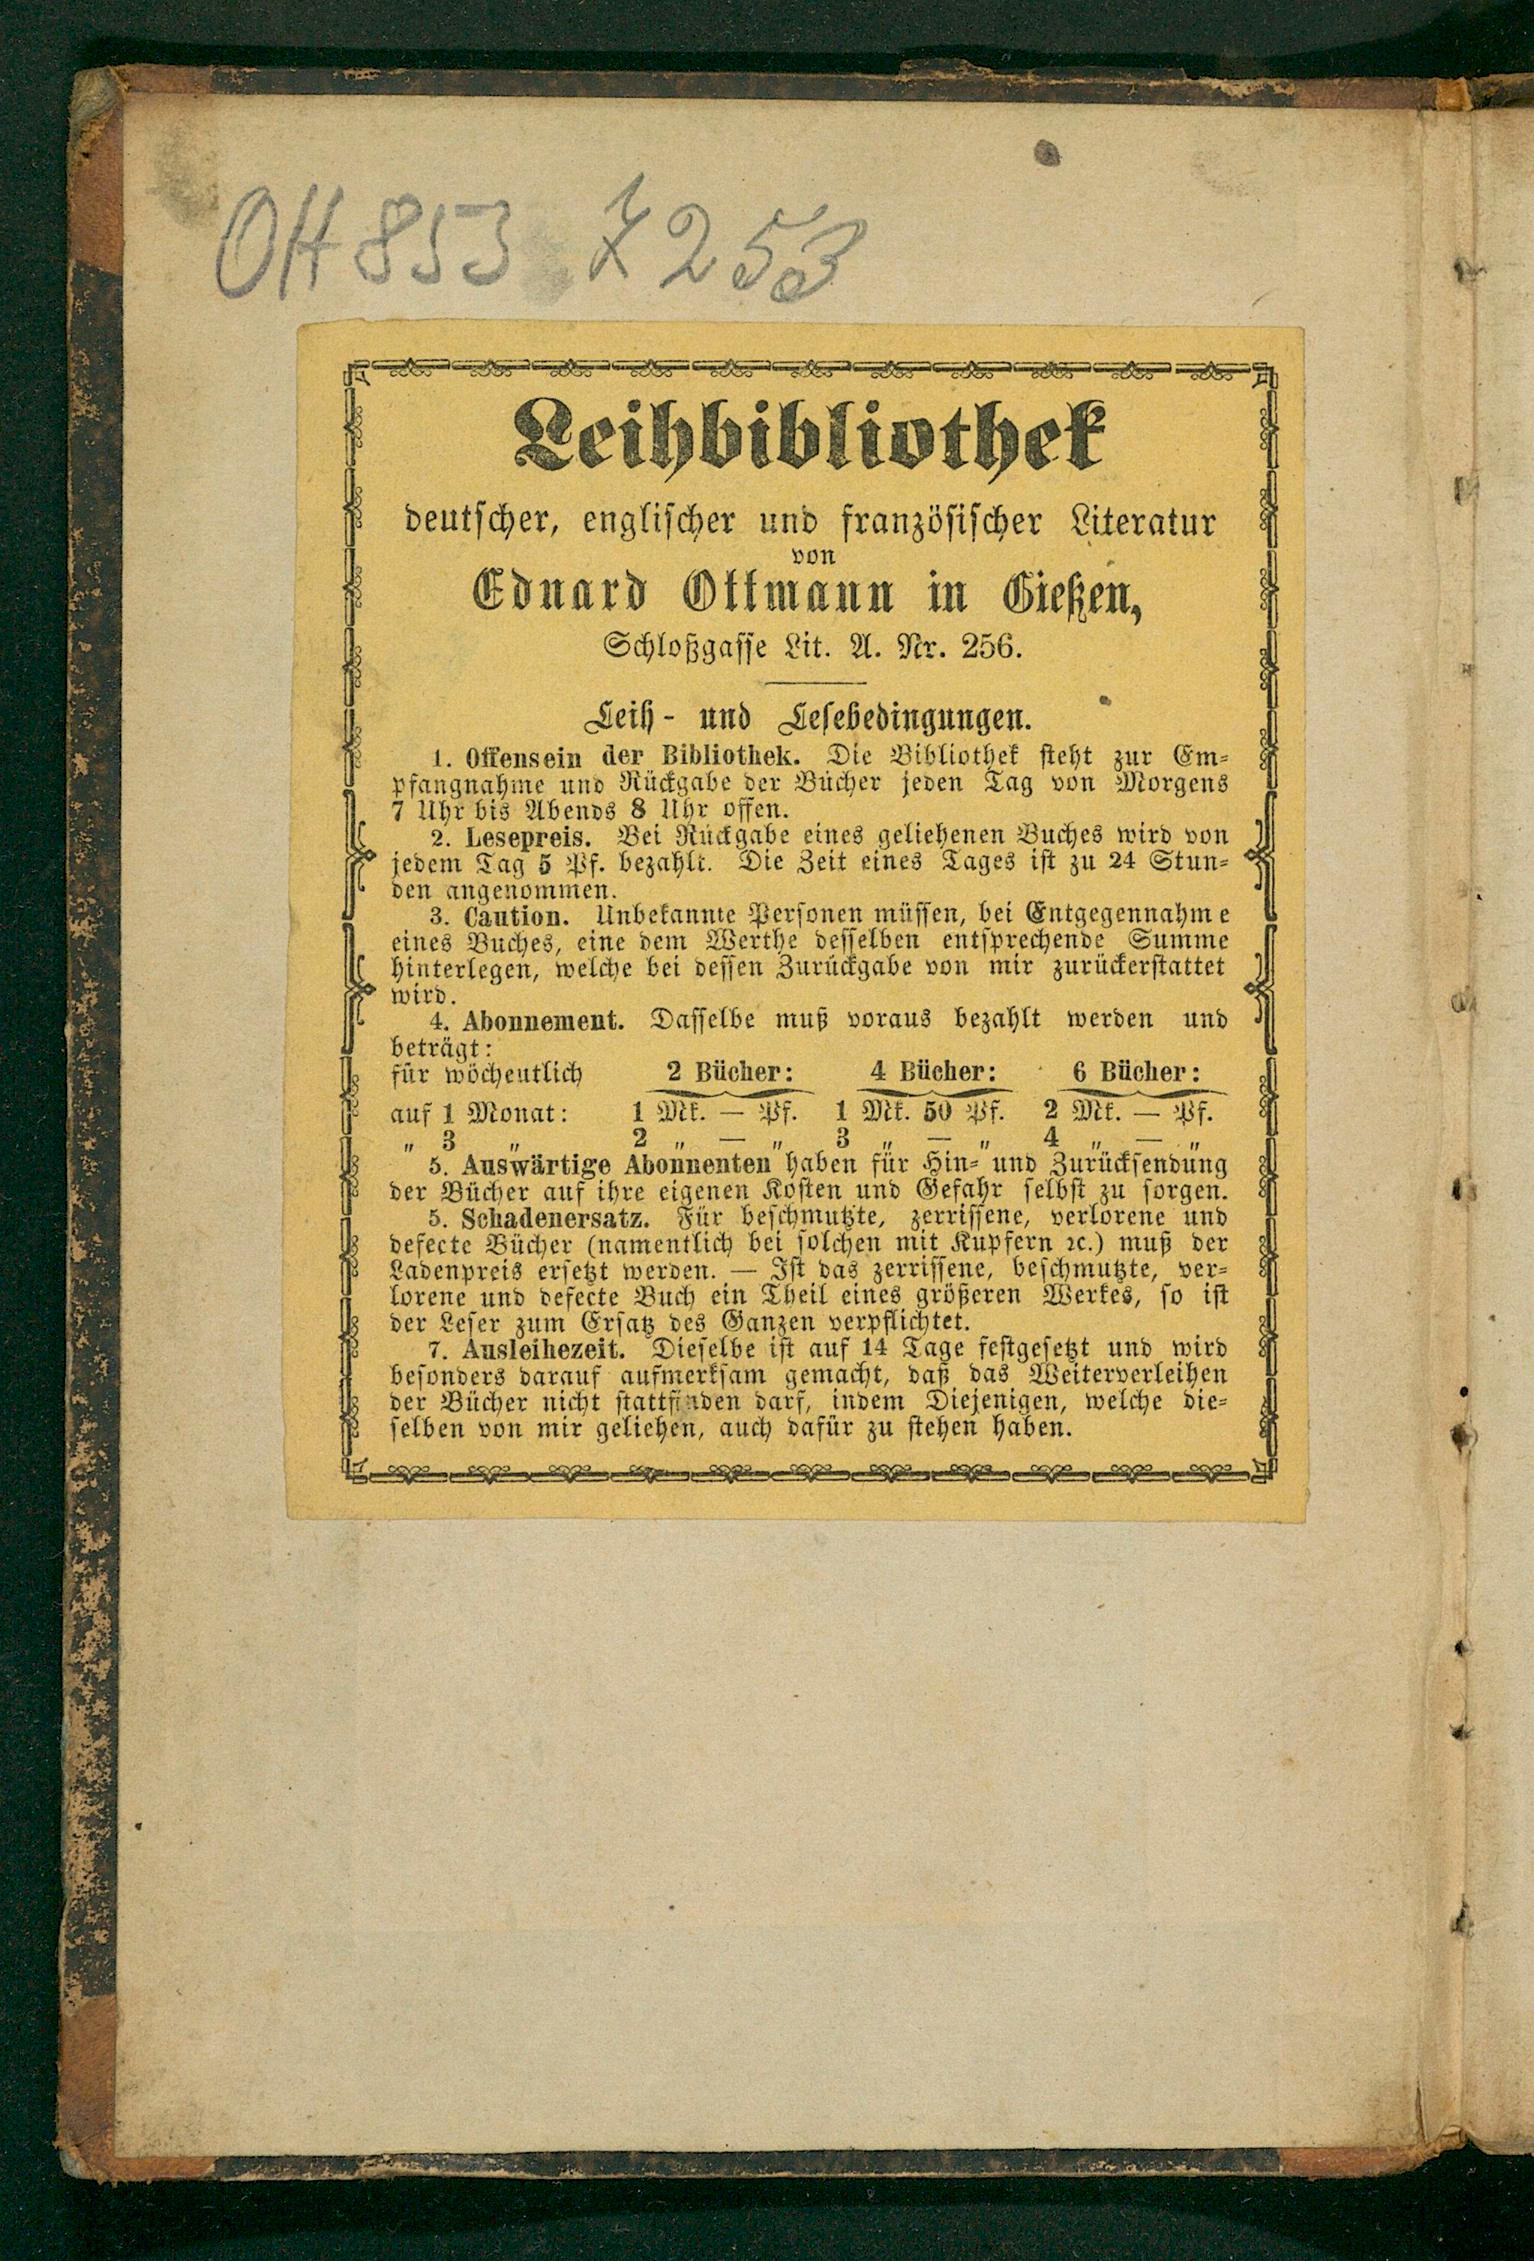 OH 853 Z 253
Leihbibliothek
deutscher, englischer und französischer Literatur
von
Eduard Ottmann in Gießen,
Schloßgasse Lit. A. Nr. 256.
Leih- und Lesebedingungen.
1. Offensein der Bibliothek. Die Bibliothek steht zur Em-
pfangnahme und Rückgabe der Bücher jeden Tag von Morgens
7 Uhr bis Abends 8 Uhr offen.
2. Lesepreis. Bei Rückgabe eines geliehenen Buches wird von
jedem Tag 5 Pf. bezahlt. Die Zeit eines Tages ist zu 24 Stun-
den angenommen.
3. Caution. Unbekannte Personen müssen, bei Entgegennahme
eines Buches, eine dem Werthe desselben entsprechende Summe
hinterlegen, welche bei dessen Zurückgabe von mir zurückerstattet
wird.
4. Abonnement. Dasselbe muß voraus bezahlt werden und
beträgt:
für wöchentlich 2 Bücher: 4 Bücher: 6 Bücher:
auf 1 Monat: 1 Mk. — Pf. 1 Mk. 50 Pf. 2 Mk. — Pf.
„ 3 „ 2 „ — „ 3 „ — „ 4 „ — „
5. Auswärtige Abonnenten haben für Hin- und Zurücksendung
der Bücher auf ihre eigenen Kosten und Gefahr selbst zu sorgen.
5. Schadenersatz. Für beschmutzte, zerrissene, verlorene und
defecte Bücher (namentlich bei solchen mit Kupfern ꝛc.) muß der
Ladenpreis ersetzt werden. — Ist das zerrissene, beschmutzte, ver-
lorene und defecte Buch ein Theil eines größeren Werkes, so ist
der Leser zum Ersatz des Ganzen verpflichtet.
7. Ausleihezeit. Dieselbe ist auf 14 Tage festgesetzt und wird
besonders darauf aufmerksam gemacht, daß das Weiterverleihen
der Bücher nicht stattfinden darf, indem Diejenigen, welche die-
selben von mir geliehen, auch dafür zu stehen haben.